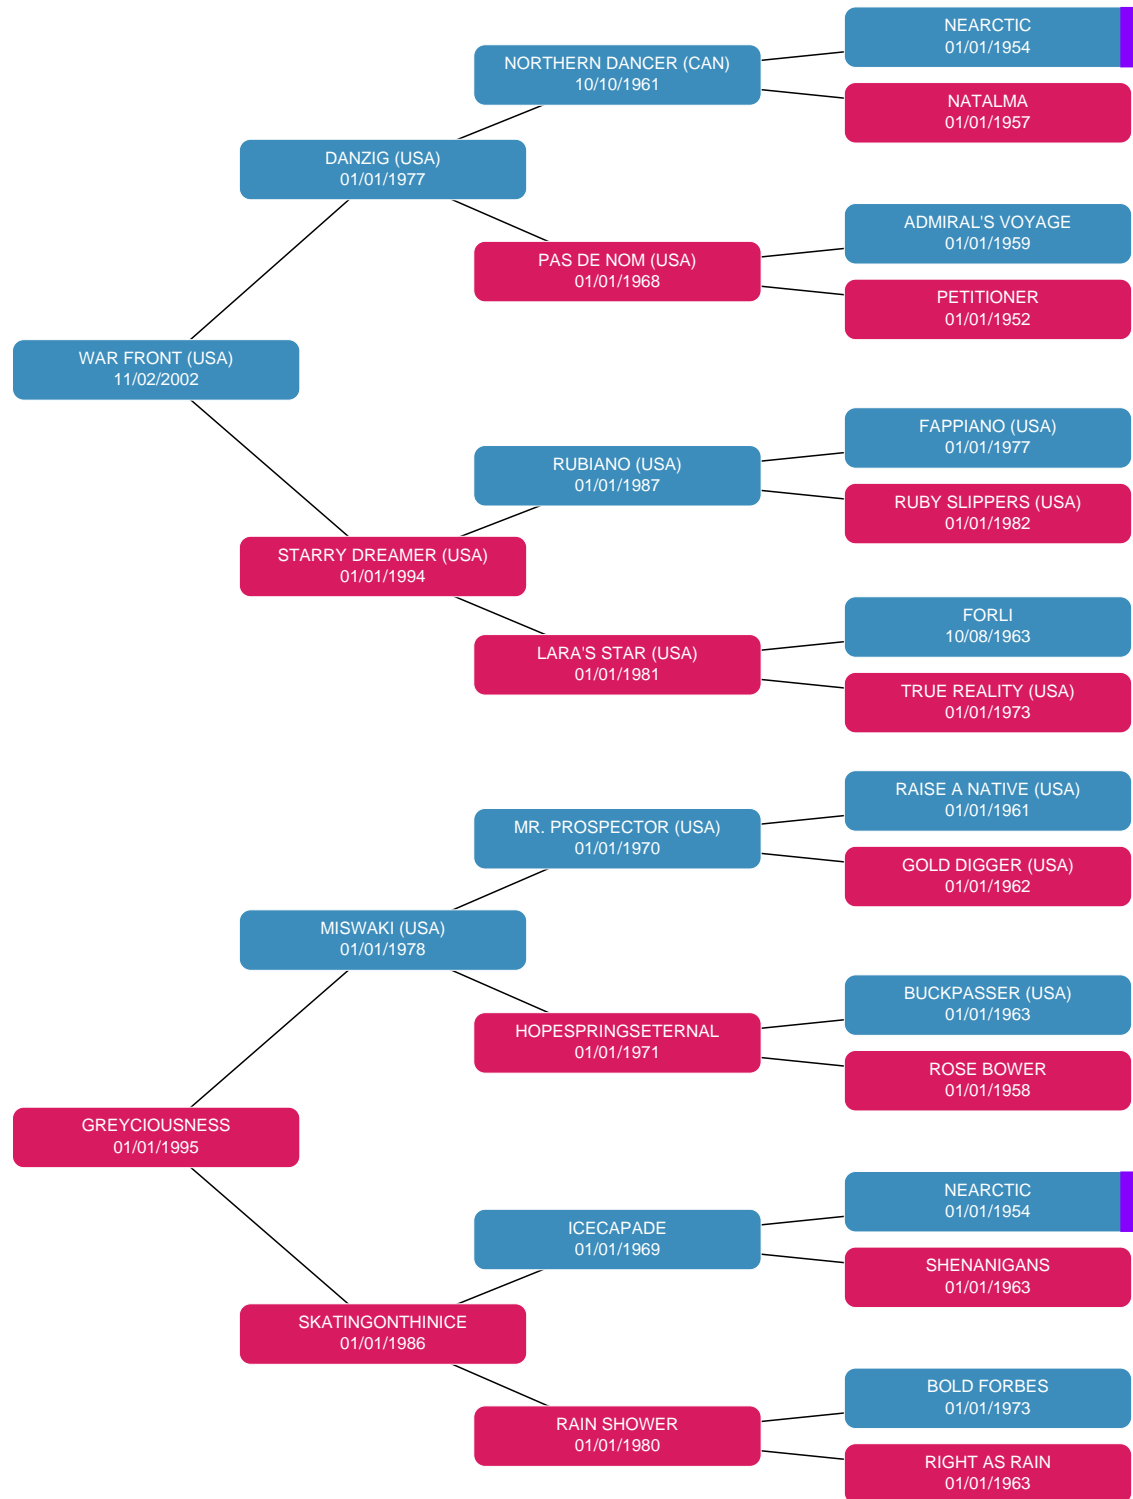 NEARCTIC
01/01/1954
NORTHERN DANCER (CAN)
10/10/1961
NATALMA
01/01/1957
DANZIG (USA)
01/01/1977
ADMIRAL'S VOYAGE
01/01/1959
PAS DE NOM (USA)
01/01/1968
PETITIONER
01/01/1952
WAR FRONT (USA)
11/02/2002
FAPPIANO (USA)
01/01/1977
RUBIANO (USA)
01/01/1987
RUBY SLIPPERS (USA)
01/01/1982
STARRY DREAMER (USA)
01/01/1994
FORLI
10/08/1963
LARA'S STAR (USA)
01/01/1981
TRUE REALITY (USA)
01/01/1973
RAISE A NATIVE (USA)
01/01/1961
MR. PROSPECTOR (USA)
01/01/1970
GOLD DIGGER (USA)
01/01/1962
MISWAKI (USA)
01/01/1978
BUCKPASSER (USA)
01/01/1963
HOPESPRINGSETERNAL
01/01/1971
ROSE BOWER
01/01/1958
GREYCIOUSNESS
01/01/1995
NEARCTIC
01/01/1954
ICECAPADE
01/01/1969
SHENANIGANS
01/01/1963
SKATINGONTHINICE
01/01/1986
BOLD FORBES
01/01/1973
RAIN SHOWER
01/01/1980
RIGHT AS RAIN
01/01/1963